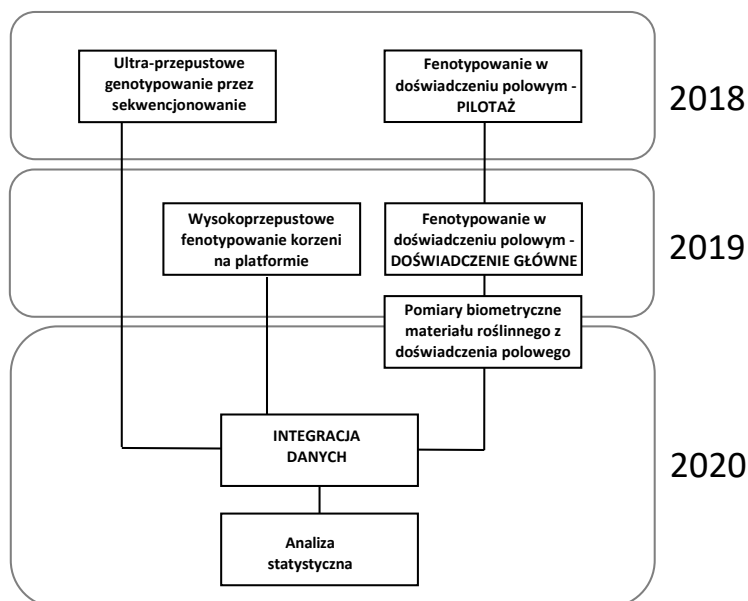 Ultra-przepustowe
genotypowanie przez
sekwencjonowanie
Fenotypowanie w
doświadczeniu polowym -
PILOTAŻ
2018
Wysokoprzepustowe
fenotypowanie korzeni
na platformie
Fenotypowanie w
doświadczeniu polowym -
DOŚWIADCZENIE GŁÓWNE
2019
Pomiary biometryczne
materiału roślinnego z
doświadczenia polowego
INTEGRACJA
DANYCH
2020
Analiza
statystyczna